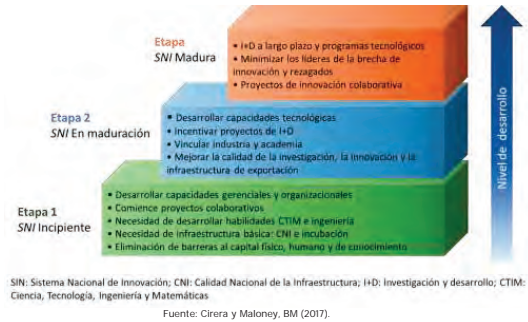 Etapa
SNI Madura
• I+D a largo plazo y programas tecnológicos
• Minimizar los líderes de la brecha de
innovación y rezagados
• Proyectos de innovación colaborativa
Etapa 2
SNI En maduración
• Desarrollar capacidades tecnológicas
• Incentivar proyectos de I+D
• Vincular industria y academia
• Mejorar la calidad de la investigación, la innovación y la
infraestructura de exportación
Etapa 1
SNI Incipiente
• Desarrollar capacidades gerenciales y organizacionales
• Comience proyectos colaborativos
• Necesidad de desarrollar habilidades CTIM e ingeniería
• Necesidad de infraestructura básica: CNI e incubación
• Eliminación de barreras al capital físico, humano y de conocimiento
Nivel de desarrollo
SIN: Sistema Nacional de Innovación; CNI: Calidad Nacional de la Infraestructura; I+D: Investigación y desarrollo; CTIM:
Ciencia, Tecnología, Ingeniería y Matemáticas
Fuente: Cirera y Maloney, BM (2017).